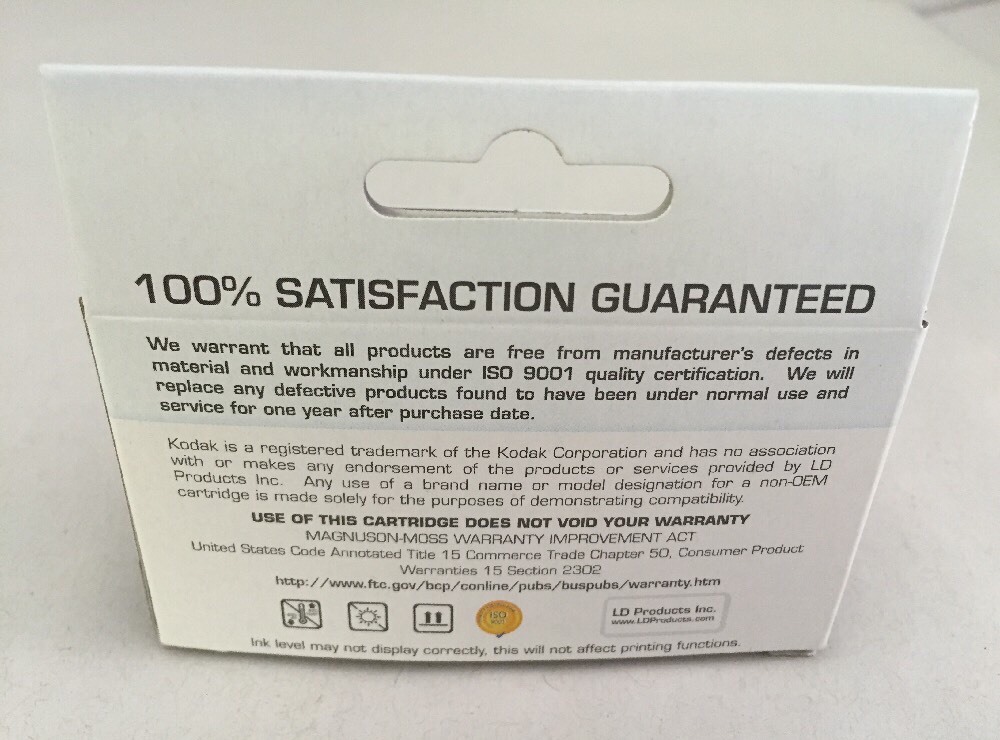 100% SATISFACTION GUARANTEED
We warrant that all products are free from manufacturer's defects in
material and workmanship under ISO 9001 quality certification. We will
replace any defective products found to have been under normal use and
service for one year after purchase date.
Kodak is a registered trademark of the Kodak Corporation and has no association
with or makes any endorsement of the products or services provided by LD
Products Inc. Any use of a brand name or model designation for a non-OEM
cartridge is made solely for the purposes of demonstrating compatibility.
USE OF THIS CARTRIDGE DOES NOT VOID YOUR WARRANTY
MAGNUSON-MOSS WARRANTY IMPROVEMENT ACT
United States Code Annotated Title 15 Commerce Trade Chapter 50, Consumer Product
Warranties 15 Section 2302
http://www.ftc.gov/bcp/conline/pubs/buspubs/warranty.htm
ISO
LD Products Inc.
www.LDProducts.com
Ink level may not display correctly, this will not affect printing functions.